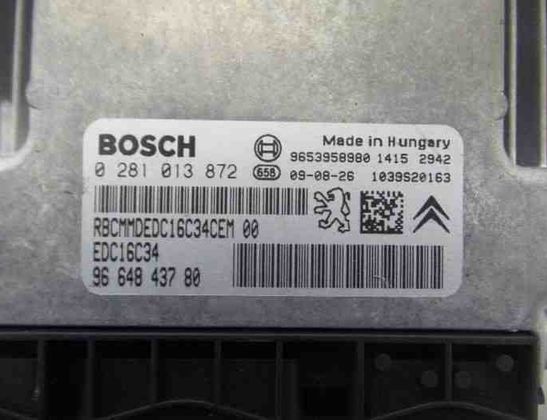 BOSCH
Made in Hungary
9653958980 1415 2942
0 281 013 872 658 09-08-26 1039S20163
RBCMMDEDC16C34CEM 00
EDC16C34
96 648 437 80